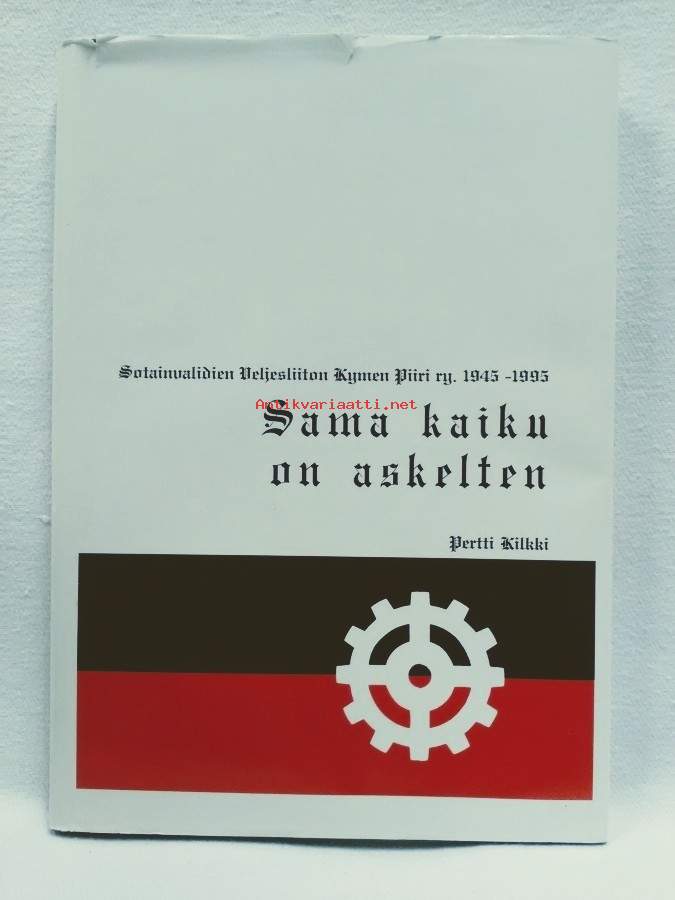 Sotainvalidien Veljesliiton Kymen Piiri ry. 1945 -1995
Antikvariaatti.net
Sama kaiku
on askelten
Pertti Kilkki